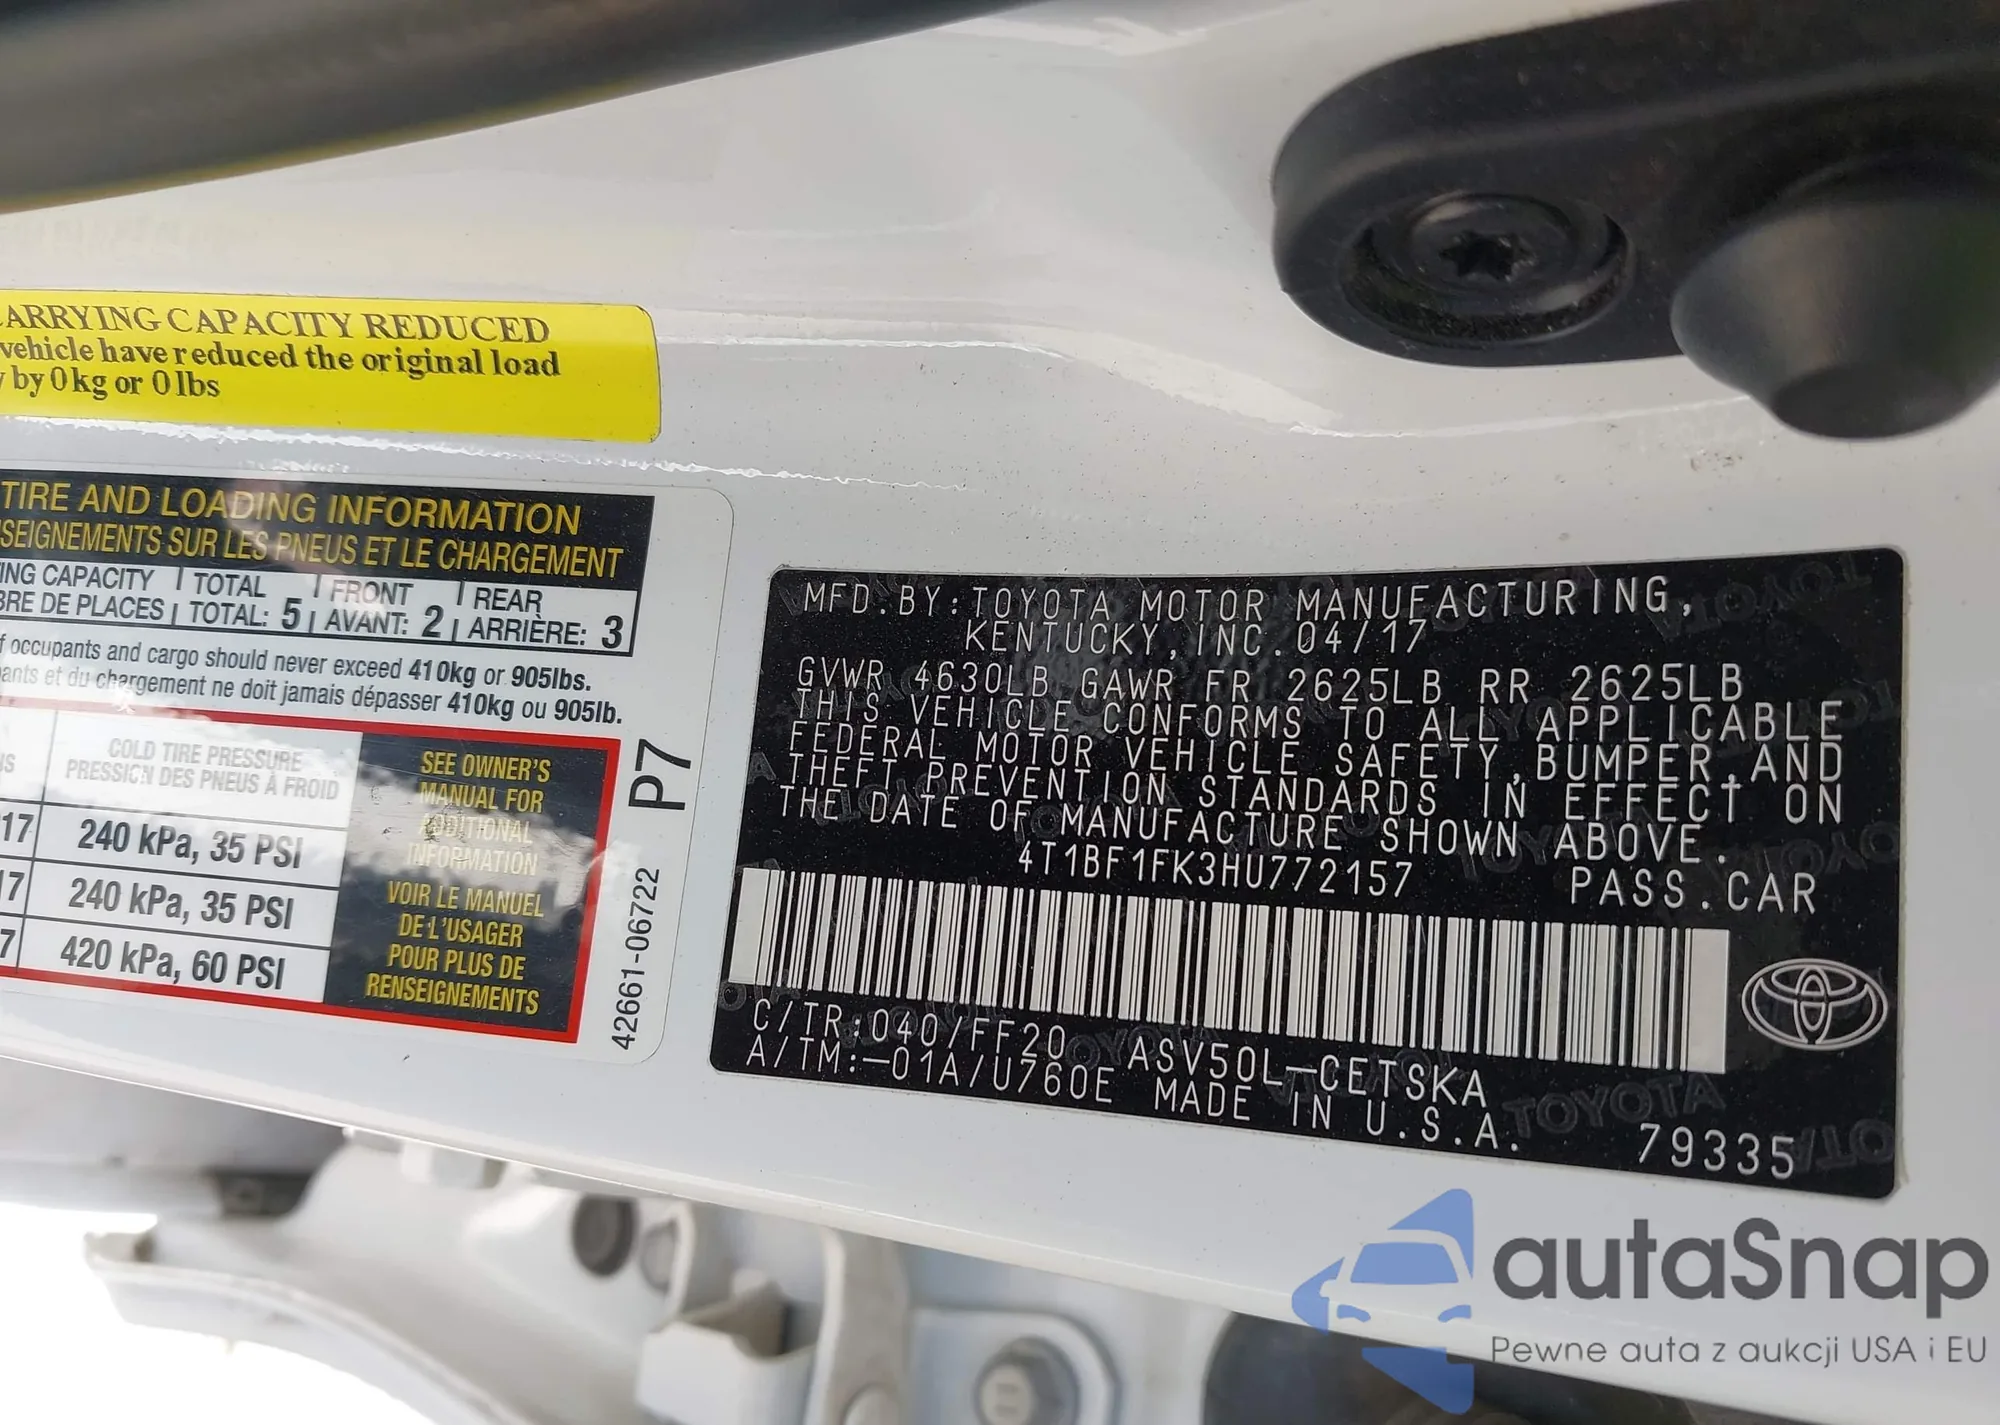 ARRYING CAPACITY REDUCED
vehicle have reduced the original load
by 0 kg or 0 lbs
TIRE AND LOADING INFORMATION
SEIGNEMENTS SUR LES PNEUS ET LE CHARGEMENT
ING CAPACITY | TOTAL | FRONT | REAR
BRE DE PLACES | TOTAL: 5 | AVANT: 2 | ARRIÈRE: 3
f occupants and cargo should never exceed 410kg or 905lbs.
ants et du chargement ne doit jamais dépasser 410kg ou 905lb.
COLD TIRE PRESSURE
PRESSION DES PNEUS À FROID
17 240 kPa, 35 PSI
17 240 kPa, 35 PSI
7 420 kPa, 60 PSI
SEE OWNER'S
MANUAL FOR
ADDITIONAL
INFORMATION
VOIR LE MANUEL
DE L'USAGER
POUR PLUS DE
RENSEIGNEMENTS
P7
42661-06722
MFD.BY:TOYOTA MOTOR MANUFACTURING,
KENTUCKY,INC.04/17
GVWR 4630LB GAWR FR 2625LB RR 2625LB
THIS VEHICLE CONFORMS TO ALL APPLICABLE
FEDERAL MOTOR VEHICLE SAFETY,BUMPER,AND
THEFT PREVENTION STANDARDS IN EFFECT ON
THE DATE OF MANUFACTURE SHOWN ABOVE.
4T1BF1FK3HU772157 PASS.CAR
C/TR:040/FF20 ASV50L-CETSKA
A/TM:-01A/U760E MADE IN U.S.A.
79335
autaSnap
Pewne auta z aukcji USA i EU